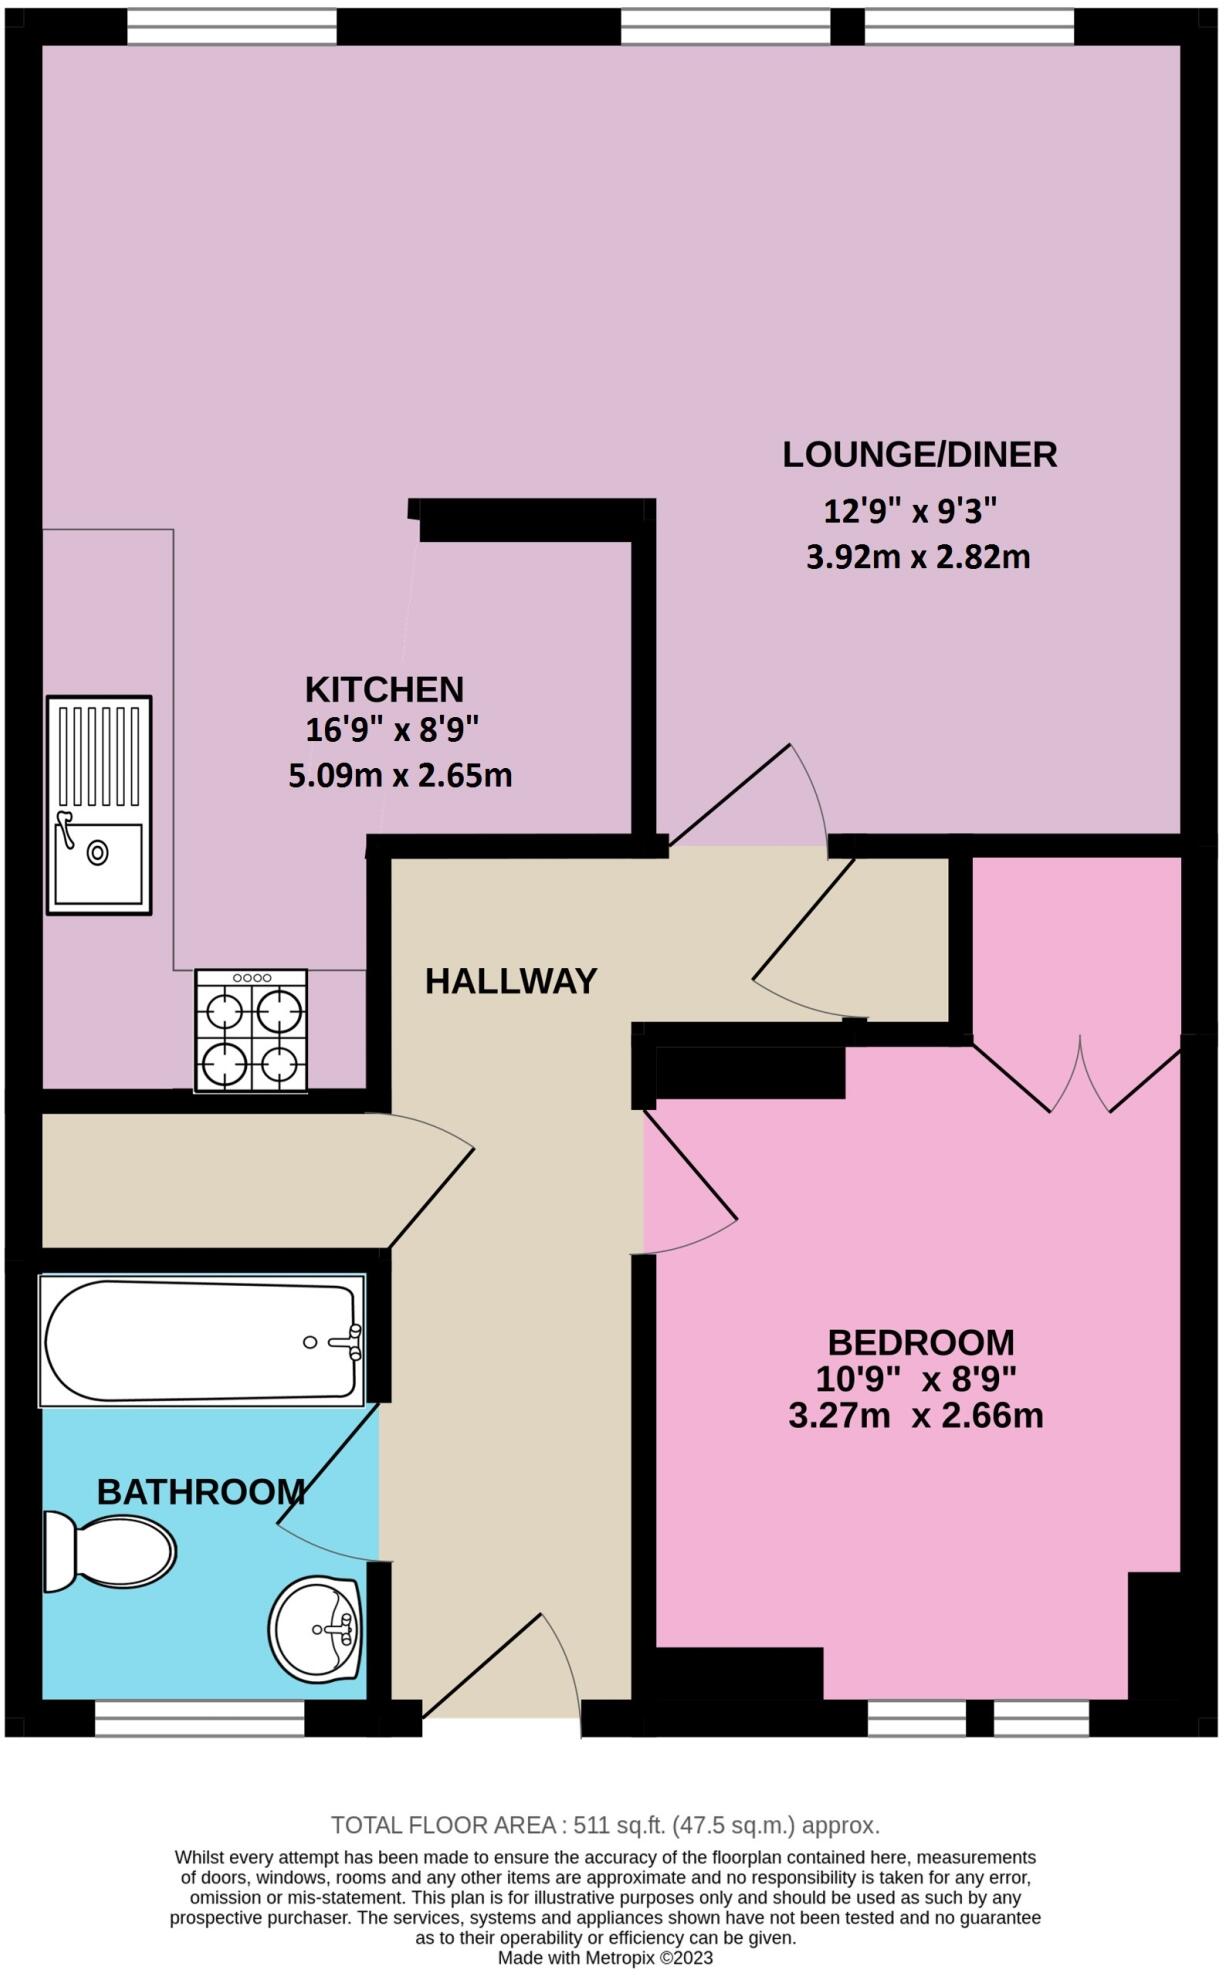 LOUNGE/DINER
12'9" x 9'3"
3.92m x 2.82m
KITCHEN
16'9" x 8'9"
5.09m x 2.65m
HALLWAY
BEDROOM
10'9" x 8'9"
3.27m x 2.66m
BATHROOM
TOTAL FLOOR AREA : 511 sq.ft. (47.5 sq.m.) approx.
Whilst every attempt has been made to ensure the accuracy of the floorplan contained here, measurements
of doors, windows, rooms and any other items are approximate and no responsibility is taken for any error,
omission or mis-statement. This plan is for illustrative purposes only and should be used as such by any
prospective purchaser. The services, systems and appliances shown have not been tested and no guarantee
as to their operability or efficiency can be given.
Made with Metropix ©2023